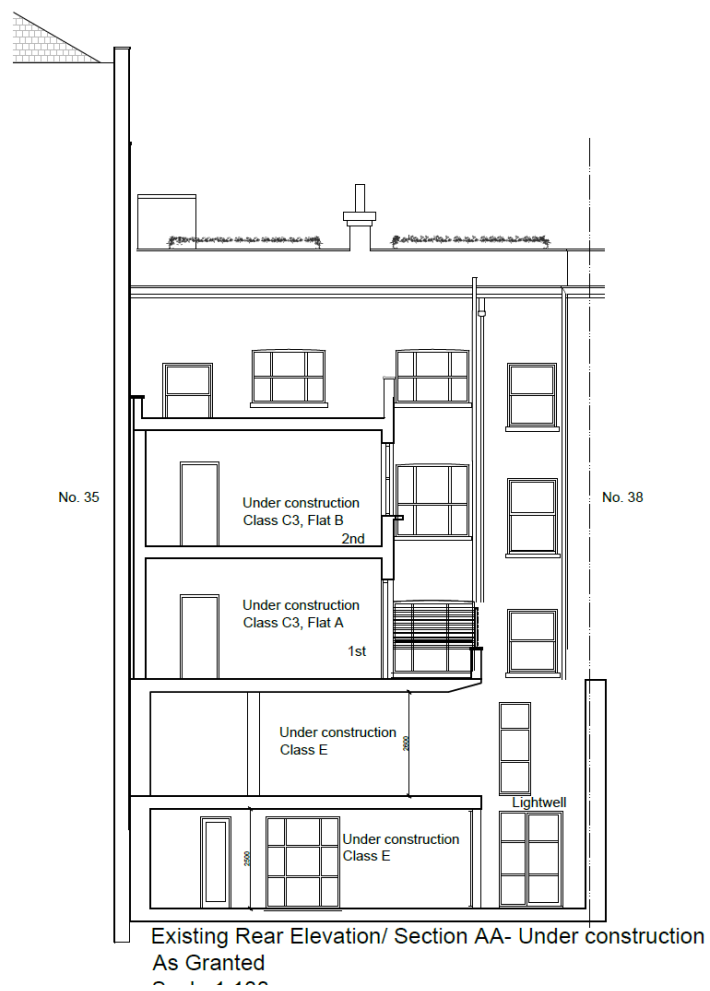 No. 35
No. 38
Under construction
Class C3, Flat B
2nd
Under construction
Class C3, Flat A
1st
Under construction
Class E
2600
Lightwell
Under construction
Class E
2500
Existing Rear Elevation/ Section AA- Under construction
As Granted